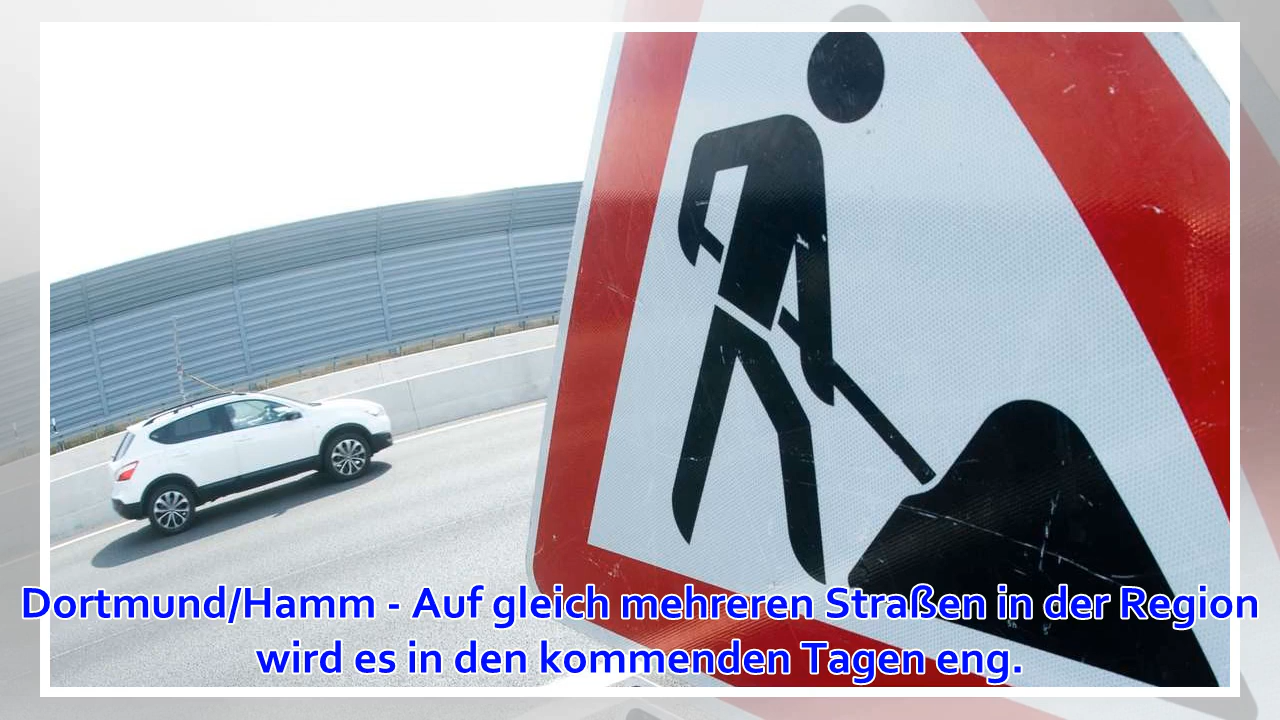 Dortmund/Hamm - Auf gleich mehreren Straßen in der Region
wird es in den kommenden Tagen eng.